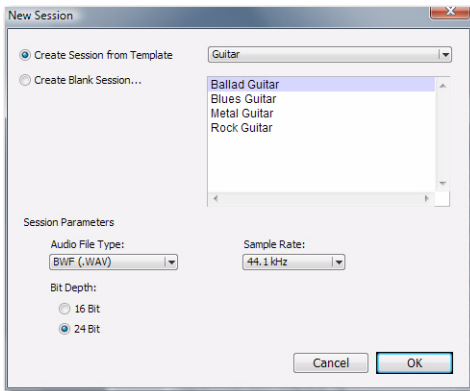 New Session
Create Session from Template
Guitar
Create Blank Session...
Ballad Guitar
Blues Guitar
Metal Guitar
Rock Guitar
Session Parameters
Audio File Type:
Sample Rate:
BWF (.WAV)
44.1 kHz
Bit Depth:
16 Bit
24 Bit
Cancel
OK